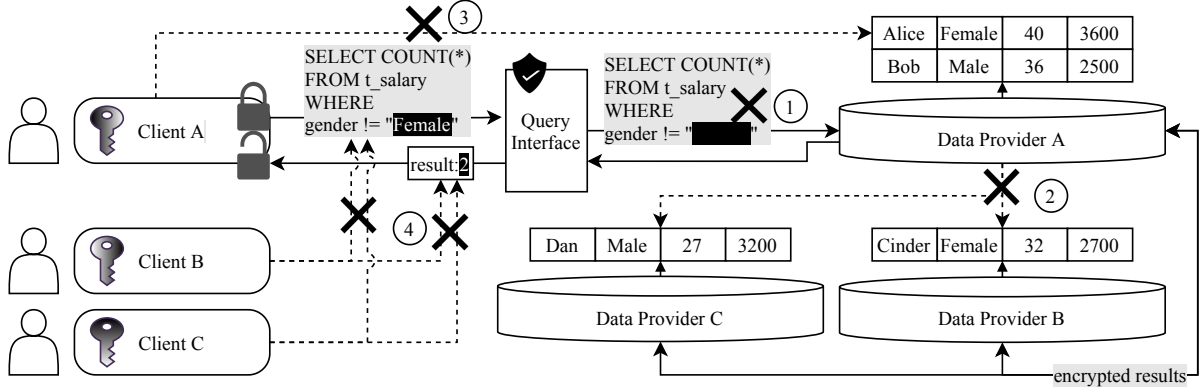 3
Alice Female 40 3600
Bob Male 36 2500
SELECT COUNT(*)
FROM t_salary
WHERE
gender != "Female"
SELECT COUNT(*)
FROM t_salary
WHERE
gender != " "
1
Client A
Query
Interface
Data Provider A
result:2
2
4
Dan Male 27 3200
Cinder Female 32 2700
Client B
Data Provider C
Data Provider B
Client C
encrypted results